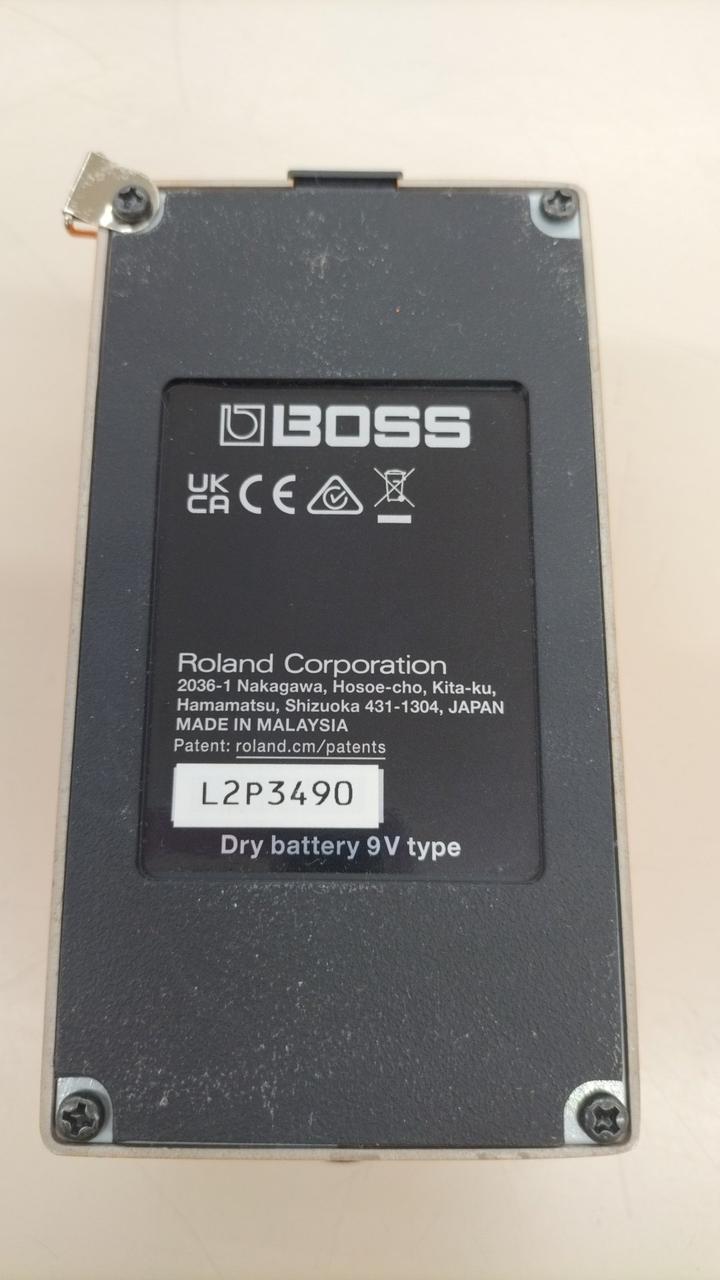 BOSS
UK
CA CE
Roland Corporation
2036-1 Nakagawa, Hosoe-cho, Kita-ku,
Hamamatsu, Shizuoka 431-1304, JAPAN
MADE IN MALAYSIA
Patent: roland.cm/patents
L2P3490
Dry battery 9V type